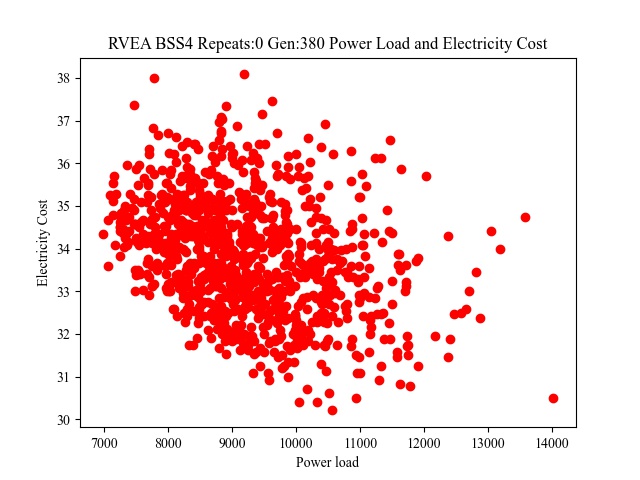 RVEA BSS4 Repeats:0 Gen:380 Power Load and Electricity Cost
38
37
36
35
34
33
32
31
30
Electricity Cost
7000 8000 9000 10000 11000 12000 13000 14000
Power load